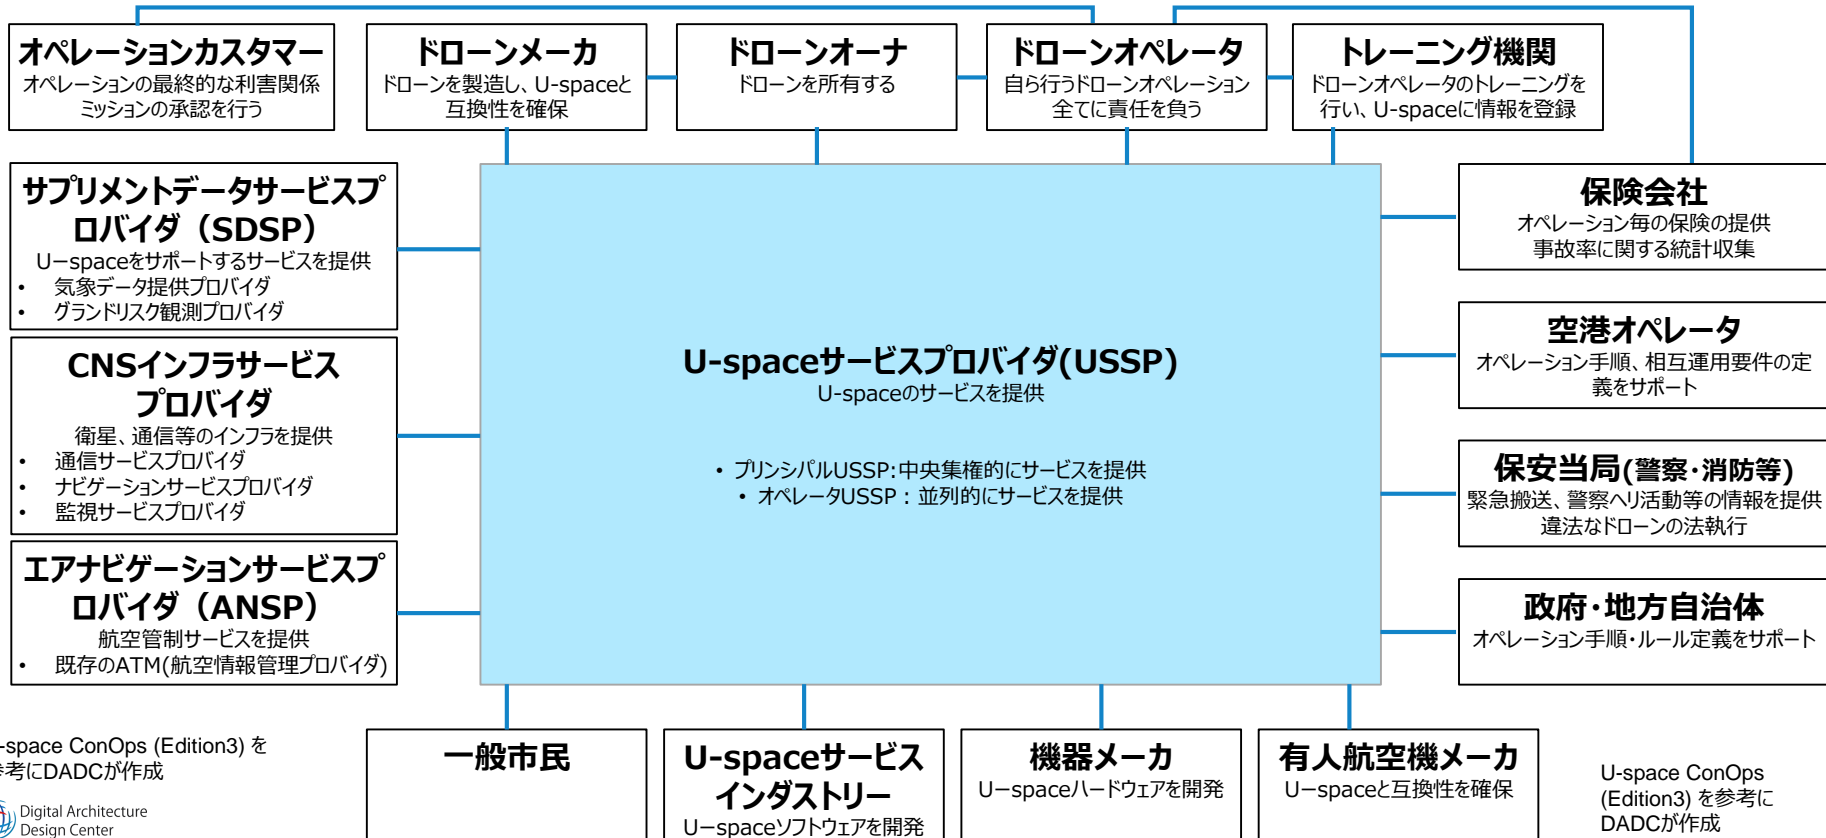 オペレーションカスタマー
オペレーションの最終的な利害関係
ミッションの承認を行う
ドローンメーカ
ドローンを製造し、U-spaceと
互換性を確保
ドローンオーナ
ドローンを所有する
ドローンオペレータ
自ら行うドローンオペレーション
全てに責任を負う
トレーニング機関
ドローンオペレータのトレーニングを
行い、U-spaceに情報を登録
サプリメントデータサービスプ
ロバイダ（SDSP）
U－spaceをサポートするサービスを提供
• 気象データ提供プロバイダ
• グランドリスク観測プロバイダ
CNSインフラサービス
プロバイダ
衛星、通信等のインフラを提供
• 通信サービスプロバイダ
• ナビゲーションサービスプロバイダ
• 監視サービスプロバイダ
エアナビゲーションサービスプ
ロバイダ（ANSP）
航空管制サービスを提供
• 既存のATM(航空情報管理プロバイダ)
U-spaceサービスプロバイダ(USSP)
U-spaceのサービスを提供
• プリンシパルUSSP:中央集権的にサービスを提供
• オペレータUSSP：並列的にサービスを提供
保険会社
オペレーション毎の保険の提供
事故率に関する統計収集
空港オペレータ
オペレーション手順、相互運用要件の定
義をサポート
保安当局(警察・消防等)
緊急搬送、警察ヘリ活動等の情報を提供
違法なドローンの法執行
政府・地方自治体
オペレーション手順・ルール定義をサポート
一般市民
U-spaceサービス
インダストリー
U－spaceソフトウェアを開発
機器メーカ
U－spaceハードウェアを開発
有人航空機メーカ
U－spaceと互換性を確保
-space ConOps (Edition3) を
参考にDADCが作成
Digital Architecture
Design Center
U-space ConOps
(Edition3) を参考に
DADCが作成